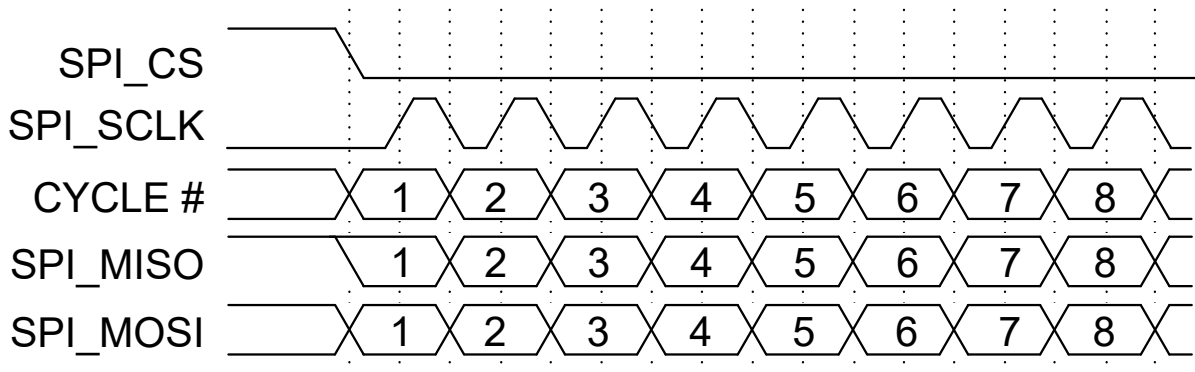 SPI_CS
SPI_SCLK
CYCLE # 1 2 3 4 5 6 7 8
SPI_MISO 1 2 3 4 5 6 7 8
SPI_MOSI 1 2 3 4 5 6 7 8